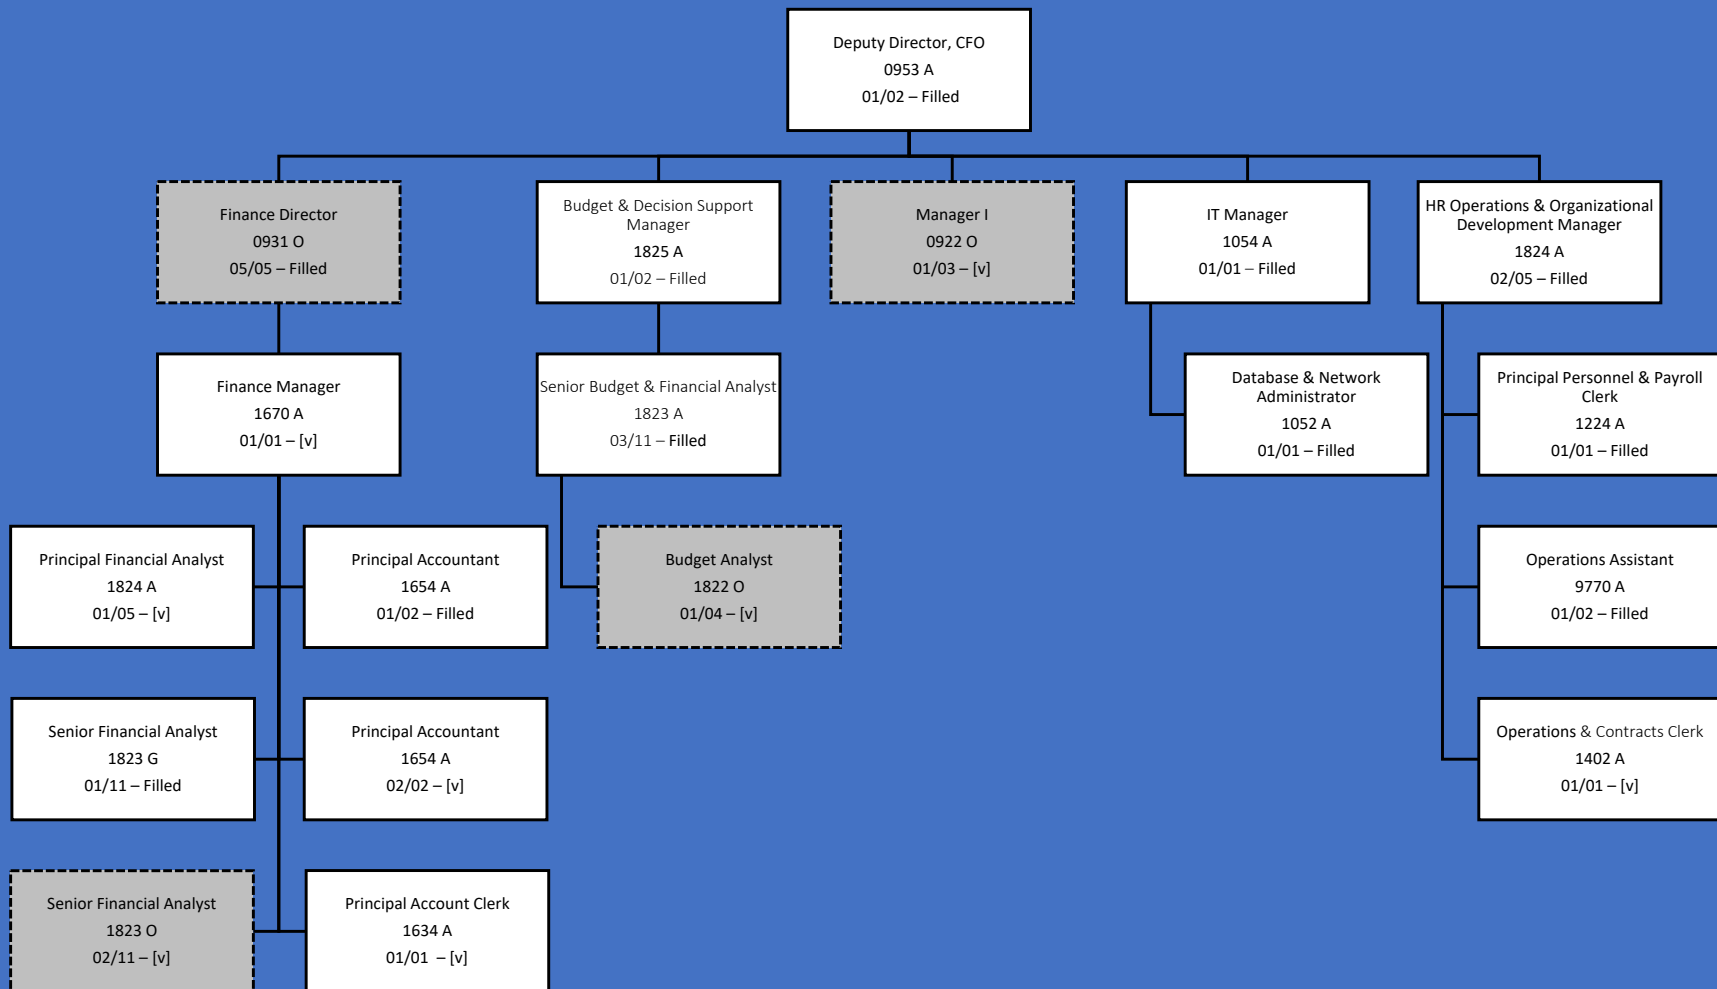 Deputy Director, CFO
0953 A
01/02 – Filled
Finance Director
0931 O
05/05 – Filled
Budget & Decision Support
Manager
1825 A
01/02 – Filled
Manager I
0922 O
01/03 – [v]
IT Manager
1054 A
01/01 – Filled
HR Operations & Organizational
Development Manager
1824 A
02/05 – Filled
Finance Manager
1670 A
01/01 – [v]
Senior Budget & Financial Analyst
1823 A
03/11 – Filled
Database & Network
Administrator
1052 A
01/01 – Filled
Principal Personnel & Payroll
Clerk
1224 A
01/01 – Filled
Principal Financial Analyst
1824 A
01/05 – [v]
Principal Accountant
1654 A
01/02 – Filled
Budget Analyst
1822 O
01/04 – [v]
Operations Assistant
9770 A
01/02 – Filled
Senior Financial Analyst
1823 G
01/11 – Filled
Principal Accountant
1654 A
02/02 – [v]
Operations & Contracts Clerk
1402 A
01/01 – [v]
Senior Financial Analyst
1823 O
02/11 – [v]
Principal Account Clerk
1634 A
01/01 – [v]